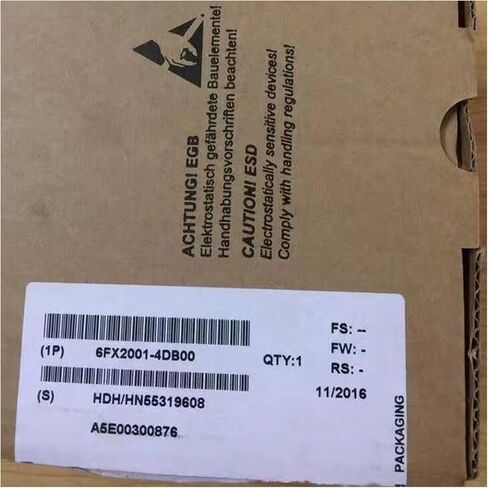 ACHTUNG! EGB
Elektrostatisch gefährdete Bauelemente!
Handhabungsvorschriften beachten!
CAUTION! ESD
Electrostatically sensitive devices!
Comply with handling regulations!
(1P) 6FX2001-4DB00
QTY:1
FS: --
FW: -
RS: -
(S) HDH/HN55319608
11/2016
A5E00300876
PACKAGING